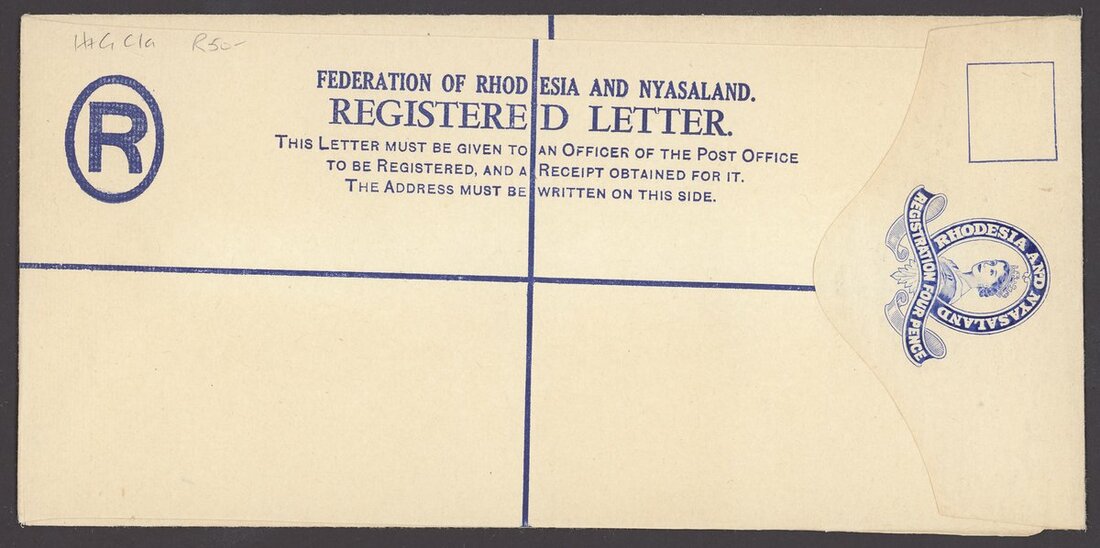 H&G C1a R50-
R
FEDERATION OF RHODESIA AND NYASALAND.
REGISTERED LETTER.
THIS LETTER MUST BE GIVEN TO AN OFFICER OF THE POST OFFICE
TO BE REGISTERED, AND A RECEIPT OBTAINED FOR IT.
THE ADDRESS MUST BE WRITTEN ON THIS SIDE.
RHODESIA AND NYASALAND
REGISTRATION FOUR PENCE